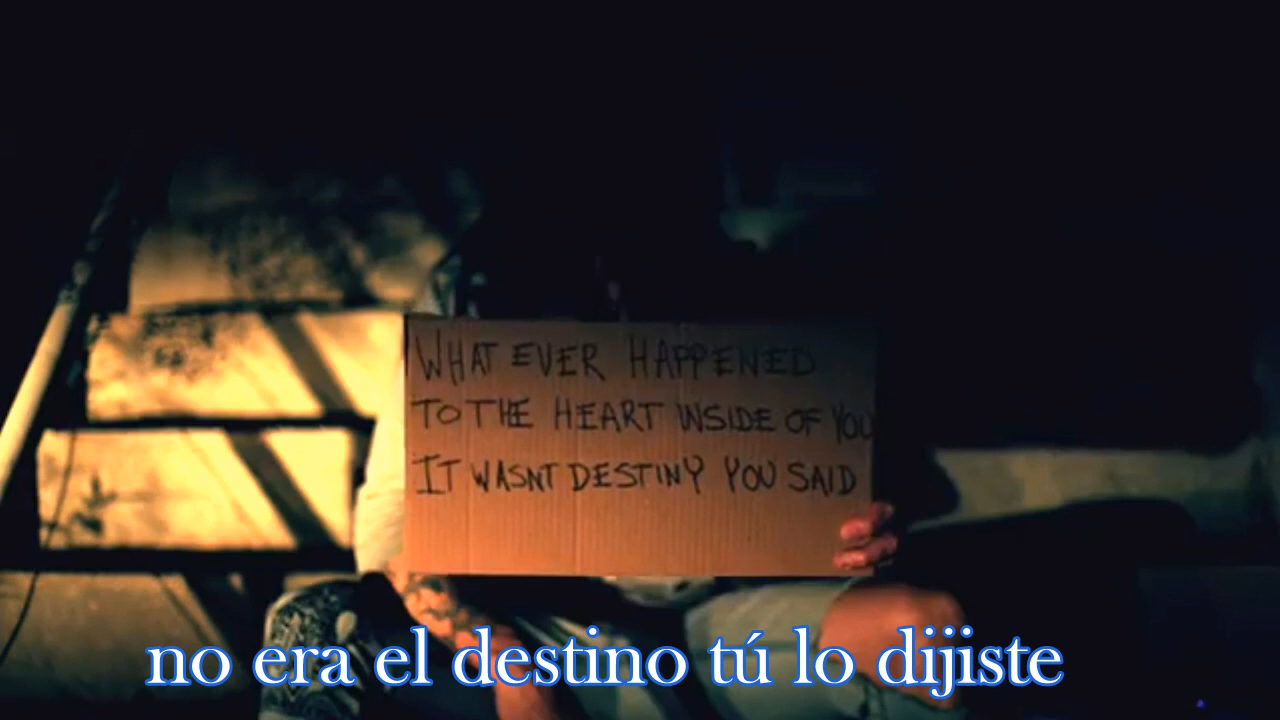 WHAT EVER HAPPENED
TO THE HEART INSIDE OF YOU
IT WASNT DESTINY YOU SAID
no era el destino tú lo dijiste